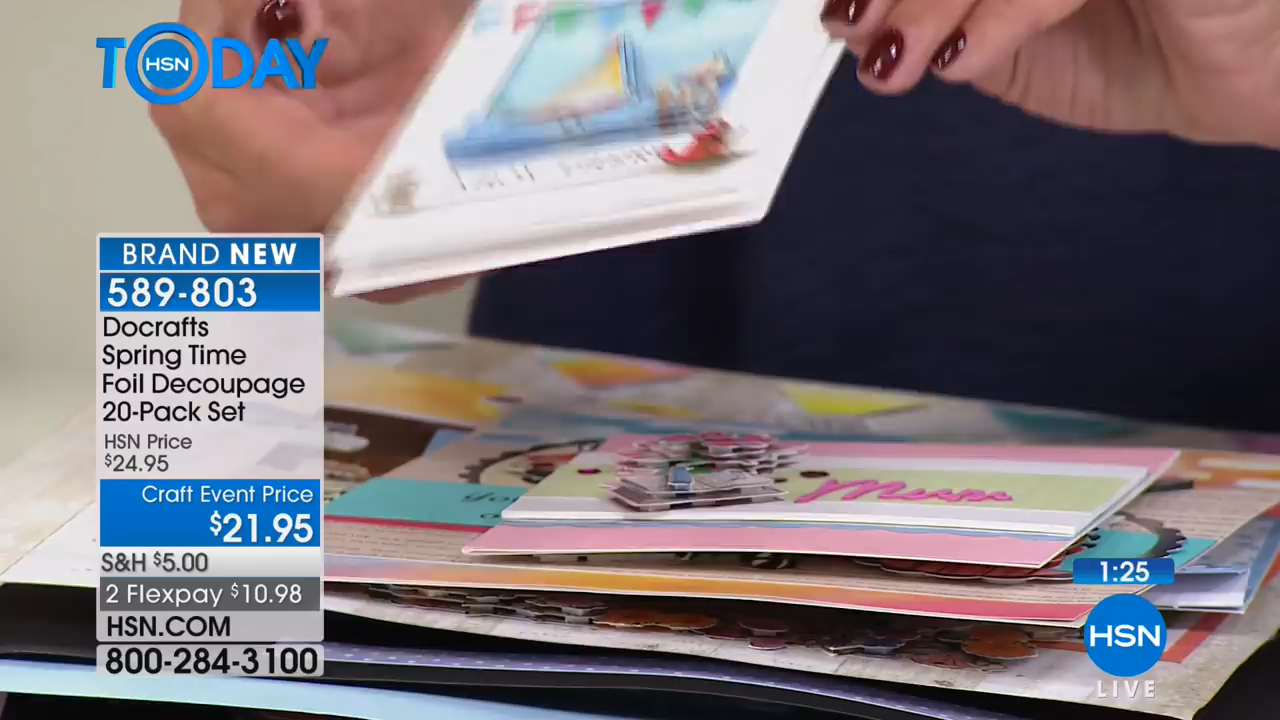 TODAY
HSN
BRAND NEW
589-803
Docrafts
Spring Time
Foil Decoupage
20-Pack Set
HSN Price
$24.95
Craft Event Price
$21.95
S&H $5.00
2 Flexpay $10.98
HSN.COM
800-284-3100
Mum
1:25
HSN
LIVE